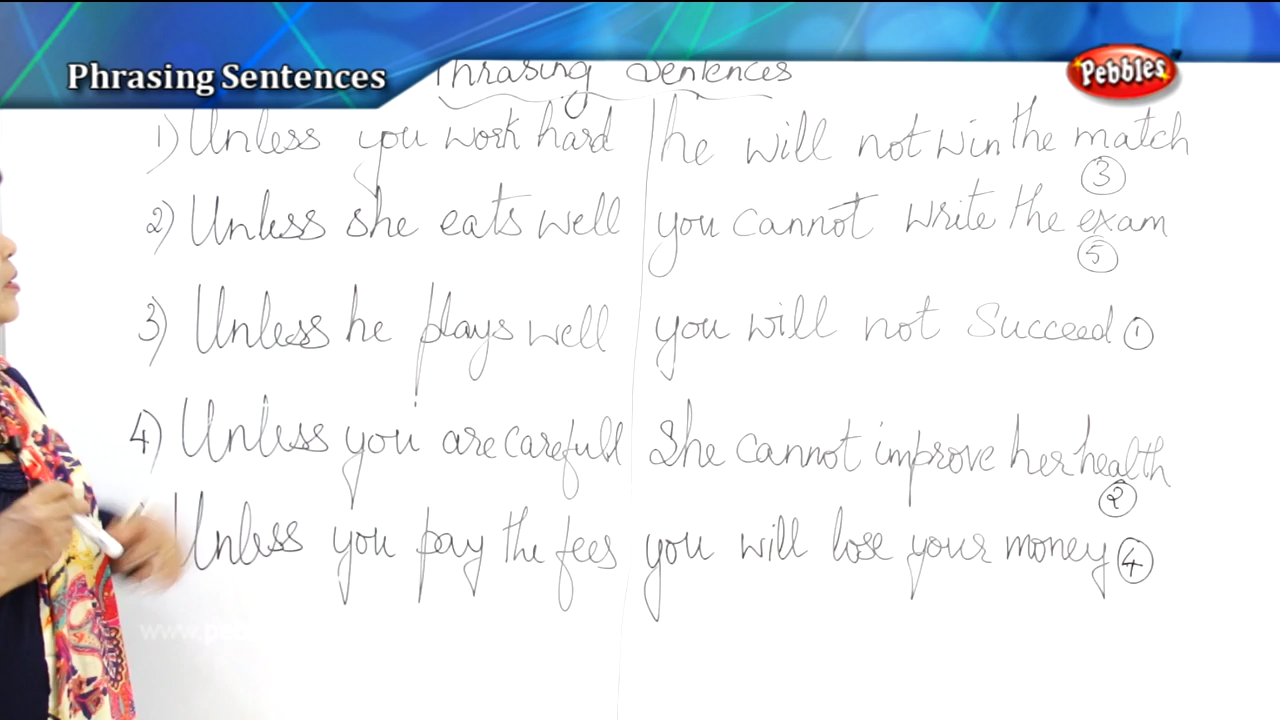 Phrasing Sentences
Pebbles
Phrasing Sentences
1) Unless you work hard he will not win the match
3
2) Unless she eats well you cannot write the exam
5
3) Unless he plays well you will not Succeed 1
4) Unless you are carefull She cannot improve her health
2
Unless you pay the fees you will lose your money 4
www.peb